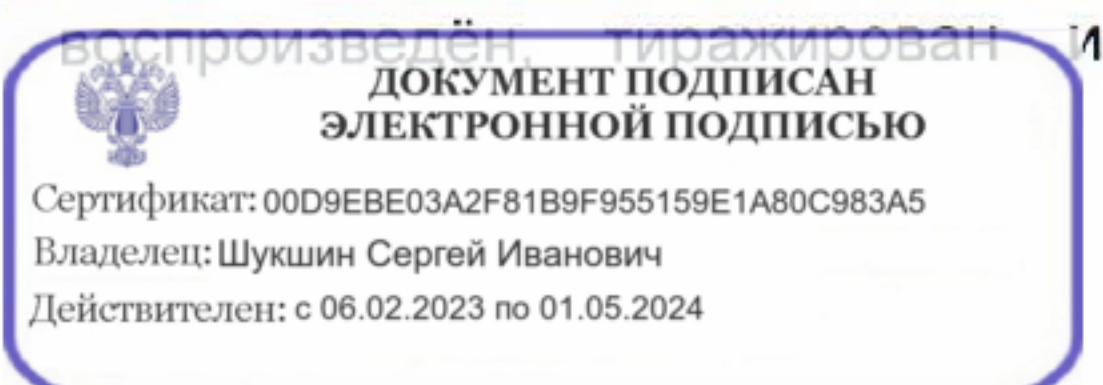 воспроизведён, тиражирован и
ДОКУМЕНТ ПОДПИСАН
ЭЛЕКТРОННОЙ ПОДПИСЬЮ
Сертификат: 00D9EBE03A2F81B9F955159E1A80C983A5
Владелец: Шукшин Сергей Иванович
Действителен: с 06.02.2023 по 01.05.2024